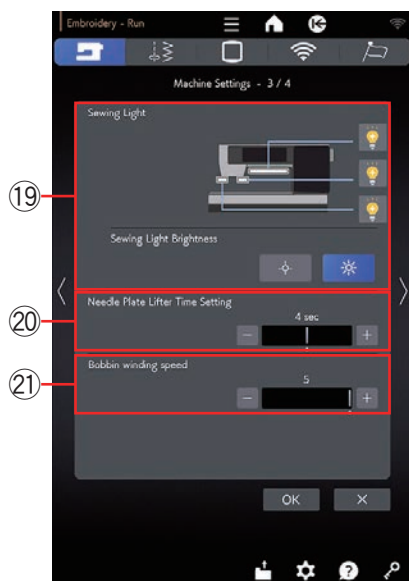 Embroidery - Run
Machine Settings - 3 / 4
Sewing Light
⑲
Sewing Light Brightness
Needle Plate Lifter Time Setting
⑳
4 sec
Bobbin winding speed
㉑
5
OK